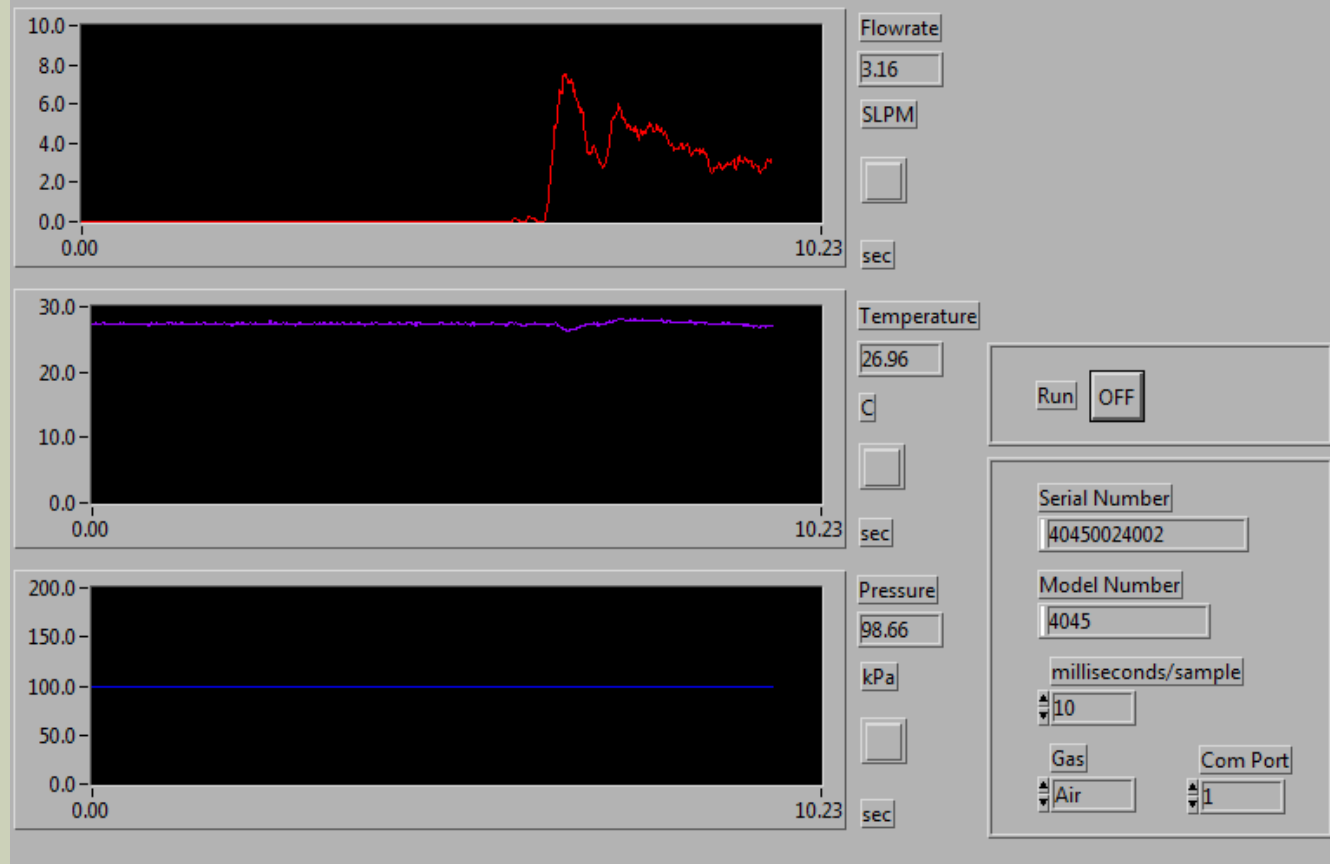 10.0
8.0
6.0
4.0
2.0
0.0
0.00 10.23
Flowrate
3.16
SLPM
sec
30.0
20.0
10.0
0.0
0.00 10.23
Temperature
26.96
C
sec
200.0
150.0
100.0
50.0
0.0
0.00 10.23
Pressure
98.66
kPa
sec
Run OFF
Serial Number
40450024002
Model Number
4045
milliseconds/sample
10
Gas Com Port
Air 1